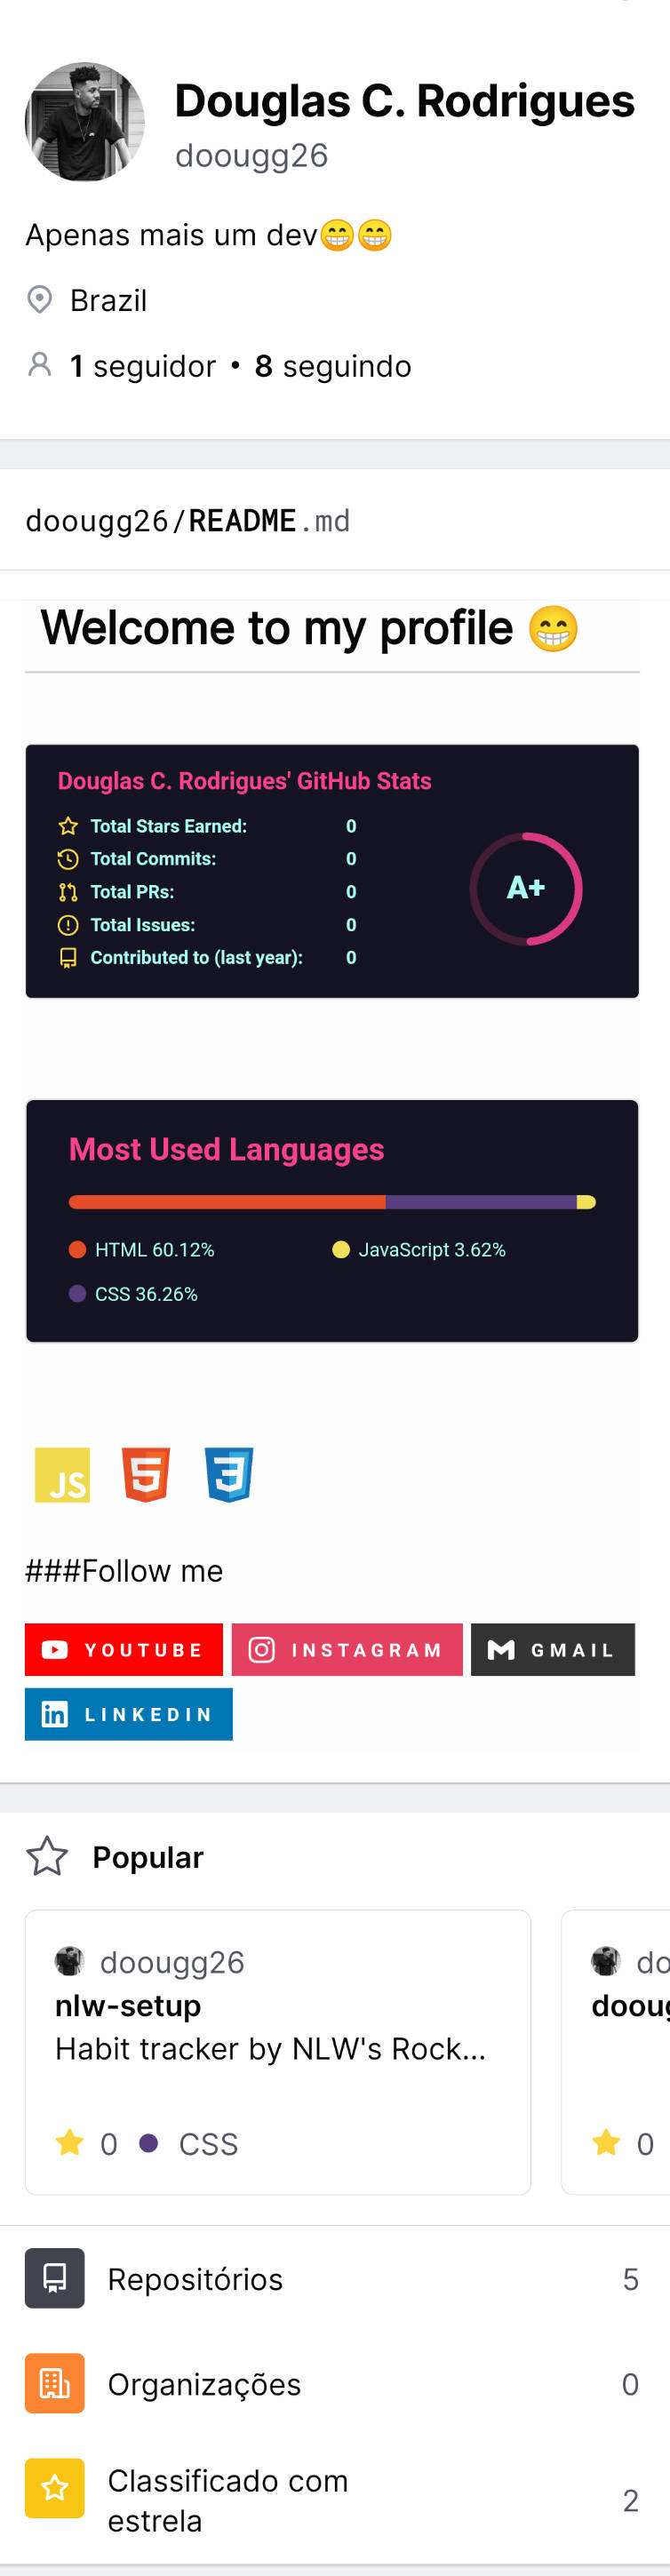 Douglas C. Rodrigues
doougg26
Apenas mais um dev😁😁
Brazil
1 seguidor • 8 seguindo
doougg26/README.md
Welcome to my profile 😁
Douglas C. Rodrigues' GitHub Stats
Total Stars Earned: 0
Total Commits: 0
Total PRs: 0
Total Issues: 0
Contributed to (last year): 0
A+
Most Used Languages
HTML 60.12% JavaScript 3.62%
CSS 36.26%
JS 5 3
###Follow me
YOUTUBE INSTAGRAM GMAIL
in LINKEDIN
Popular
doougg26 do
nlw-setup dooug
Habit tracker by NLW's Rock...
0 CSS 0
Repositórios 5
Organizações 0
Classificado com
estrela 2